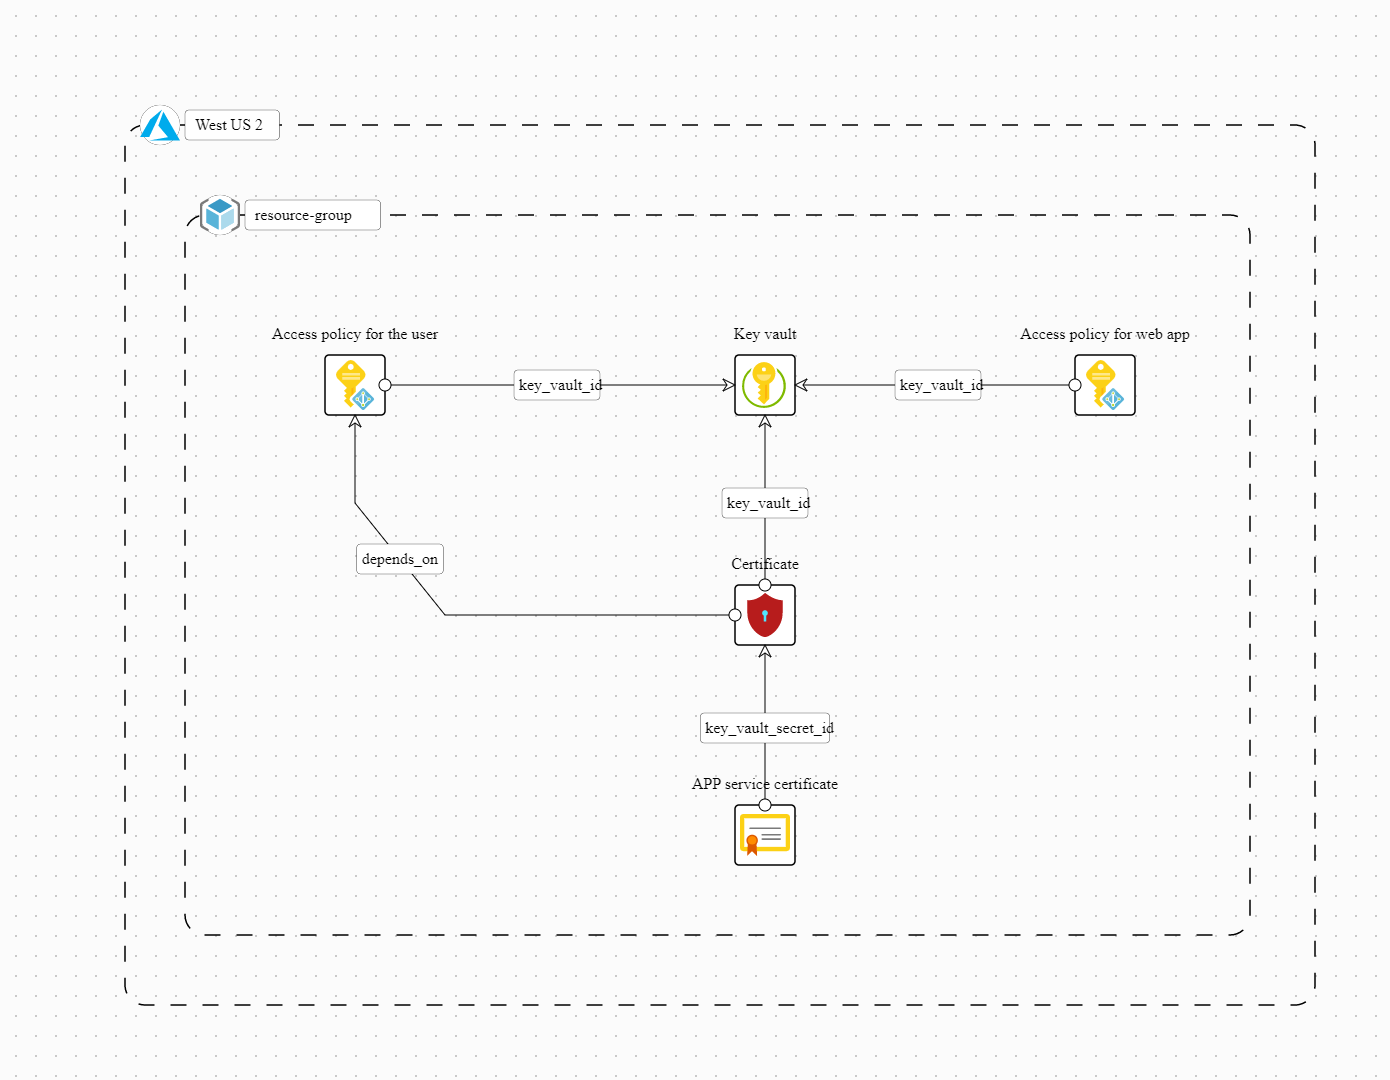 West US 2
resource-group
Access policy for the user
Key vault
Access policy for web app
key_vault_id
key_vault_id
key_vault_id
depends_on
Certificate
key_vault_secret_id
APP service certificate